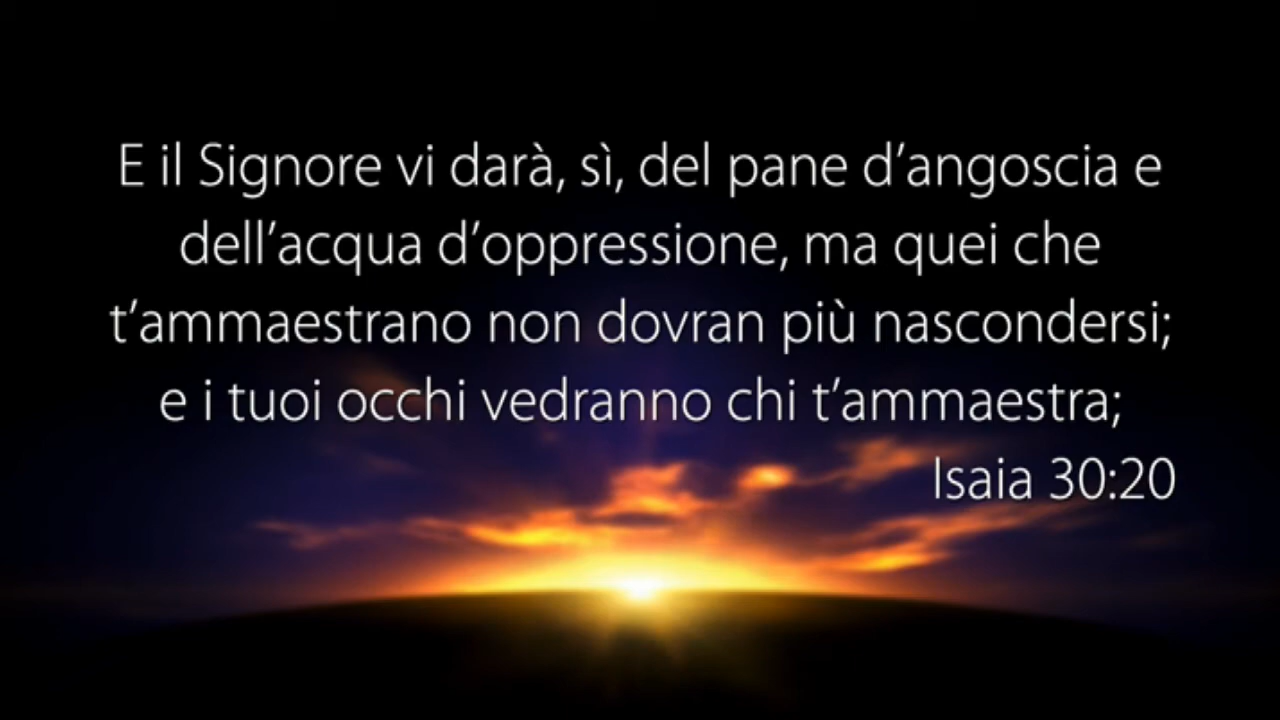 E il Signore vi darà, sì, del pane d’angoscia e
dell’acqua d’oppressione, ma quei che
t’ammaestrano non dovran più nascondersi;
e i tuoi occhi vedranno chi t’ammaestra;
Isaia 30:20